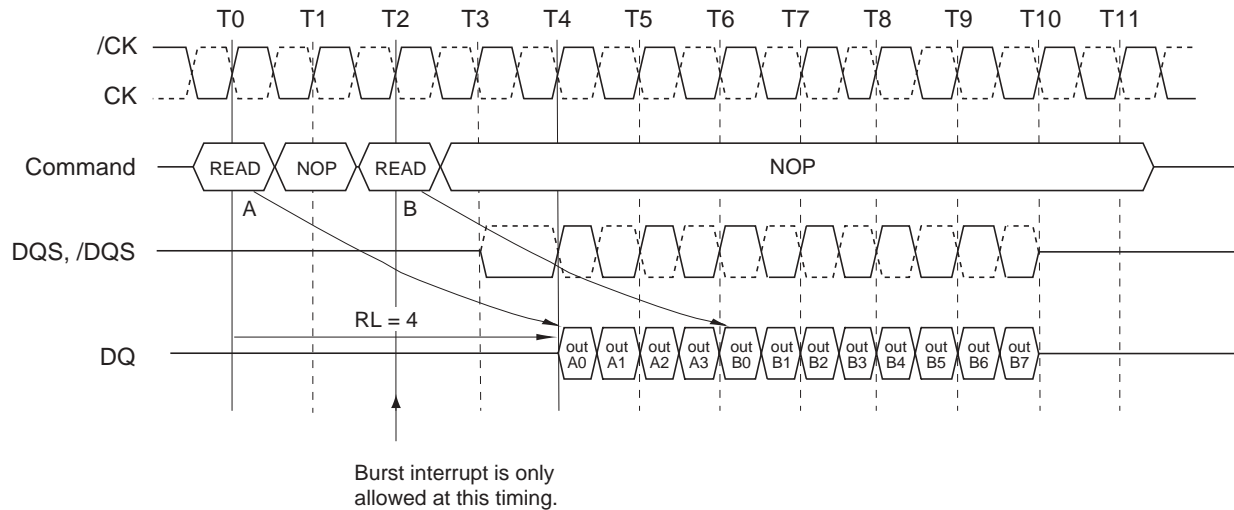 T0 T1 T2 T3 T4 T5 T6 T7 T8 T9 T10 T11
/CK
CK
Command READ NOP READ NOP
A B
DQS, /DQS
RL = 4
DQ out A0 out A1 out A2 out A3 out B0 out B1 out B2 out B3 out B4 out B5 out B6 out B7
Burst interrupt is only
allowed at this timing.